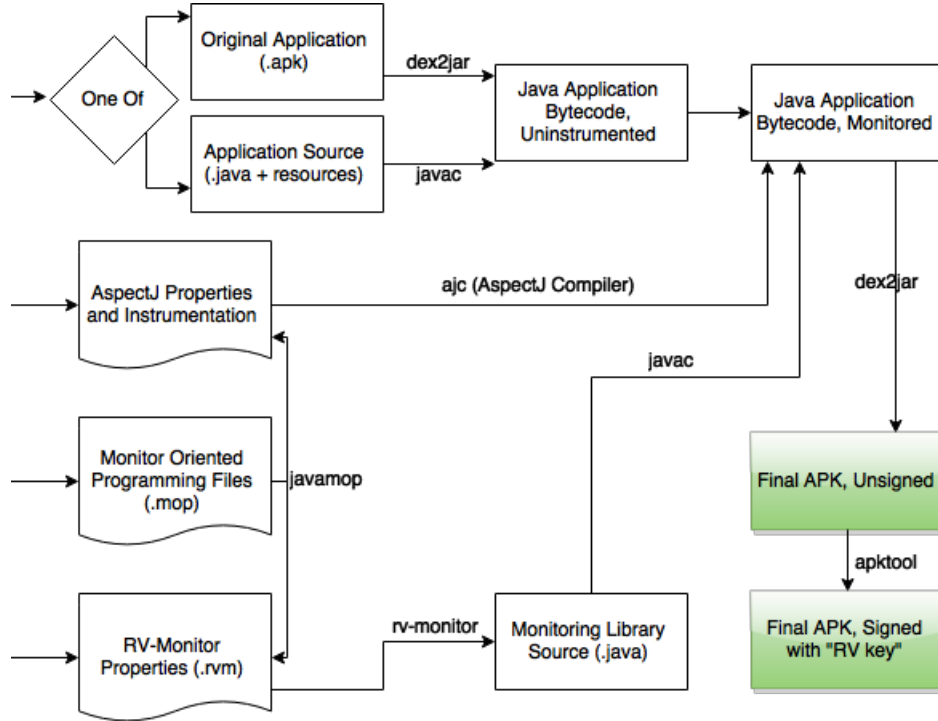 Original Application
(.apk)
dex2jar
One Of
Java Application
Bytecode,
Uninstrumented
Java Application
Bytecode, Monitored
Application Source
(.java + resources)
javac
AspectJ Properties
and Instrumentation
ajc (AspectJ Compiler)
dex2jar
javac
Monitor Oriented
Programming Files
(.mop)
javamop
Final APK, Unsigned
apktool
RV-Monitor
Properties (.rvm)
rv-monitor
Monitoring Library
Source (.java)
Final APK, Signed
with "RV key"